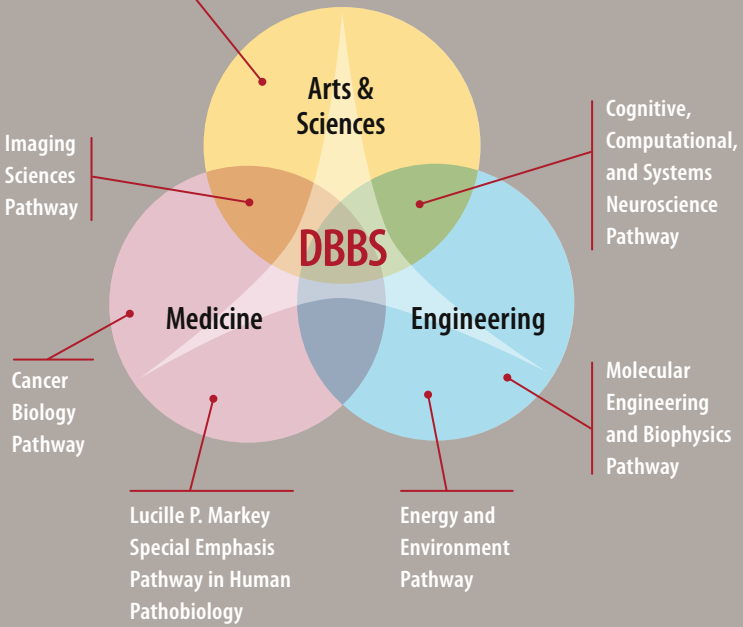 Arts &
Sciences
Imaging
Sciences
Pathway
Cognitive,
Computational,
and Systems
Neuroscience
Pathway
DBBS
Medicine
Engineering
Cancer
Biology
Pathway
Molecular
Engineering
and Biophysics
Pathway
Lucille P. Markey
Special Emphasis
Pathway in Human
Pathobiology
Energy and
Environment
Pathway